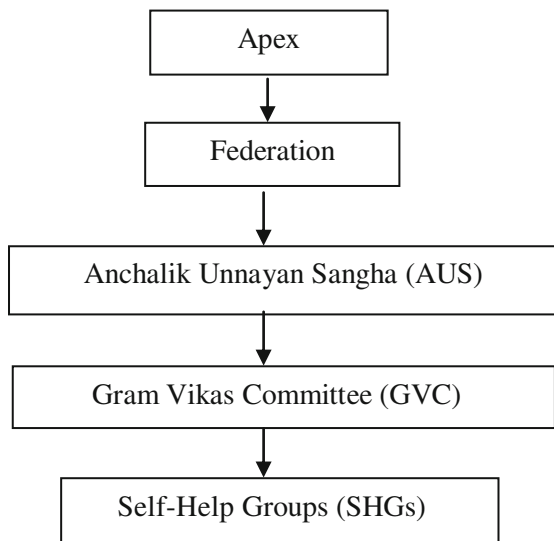 Apex
Federation
Anchalik Unnayan Sangha (AUS)
Gram Vikas Committee (GVC)
Self-Help Groups (SHGs)